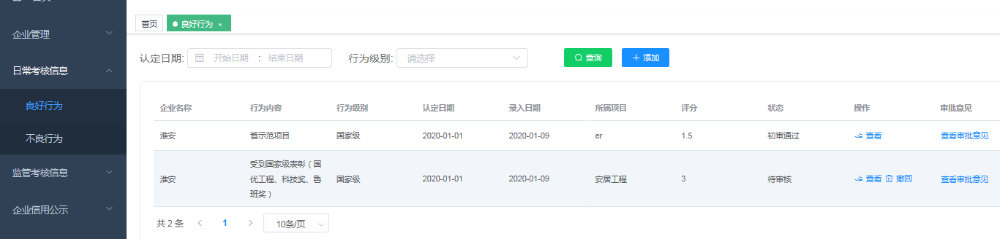 首页
企业管理
日常考核信息
良好行为
不良行为
监管考核信息
企业信用公示
首页 良好行为 ×
认定日期: 开始日期 : 结束日期 行为级别: 请选择 查询 添加
企业名称 行为内容 行为级别 认定日期 录入日期 所属项目 评分 状态 操作 审批意见
淮安 省示范项目 国家级 2020-01-01 2020-01-09 er 1.5 初审通过 查看 查看审批意见
淮安 受到国家级表彰（国 国家级 2020-01-01 2020-01-09 安居工程 3 待审核 查看 撤回 查看审批意见
优工程、科技奖、鲁
班奖）
共 2 条 1 10条/页